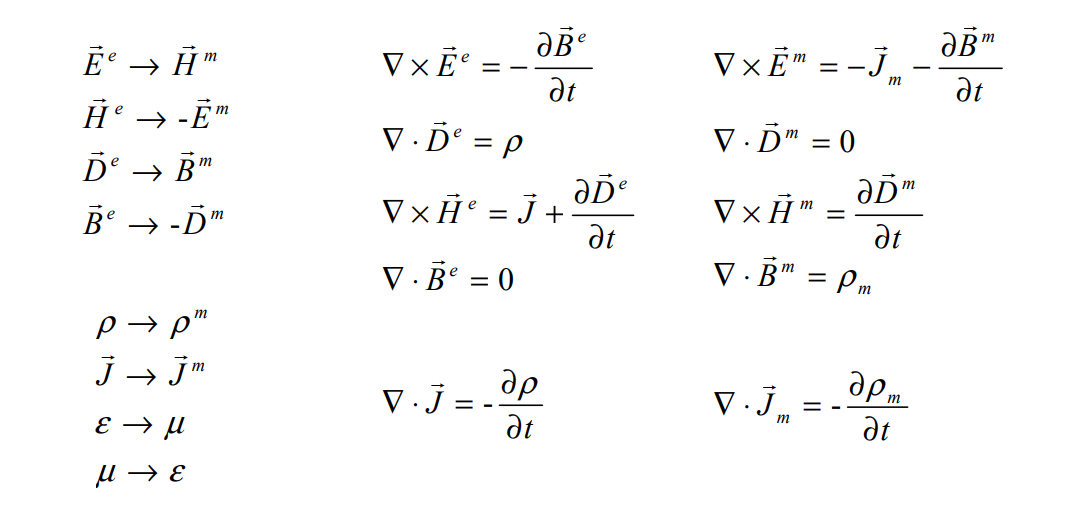 E⃗ᵉ → H⃗ᵐ
H⃗ᵉ → -E⃗ᵐ
D⃗ᵉ → B⃗ᵐ
B⃗ᵉ → -D⃗ᵐ
ρ → ρᵐ
J⃗ → J⃗ᵐ
ε → μ
μ → ε
∇ × E⃗ᵉ = −∂B⃗ᵉ/∂t
∇ · D⃗ᵉ = ρ
∇ × H⃗ᵉ = J⃗ + ∂D⃗ᵉ/∂t
∇ · B⃗ᵉ = 0
∇ · J⃗ = -∂ρ/∂t
∇ × E⃗ᵐ = −J⃗ₘ − ∂B⃗ᵐ/∂t
∇ · D⃗ᵐ = 0
∇ × H⃗ᵐ = ∂D⃗ᵐ/∂t
∇ · B⃗ᵐ = ρₘ
∇ · J⃗ₘ = -∂ρₘ/∂t